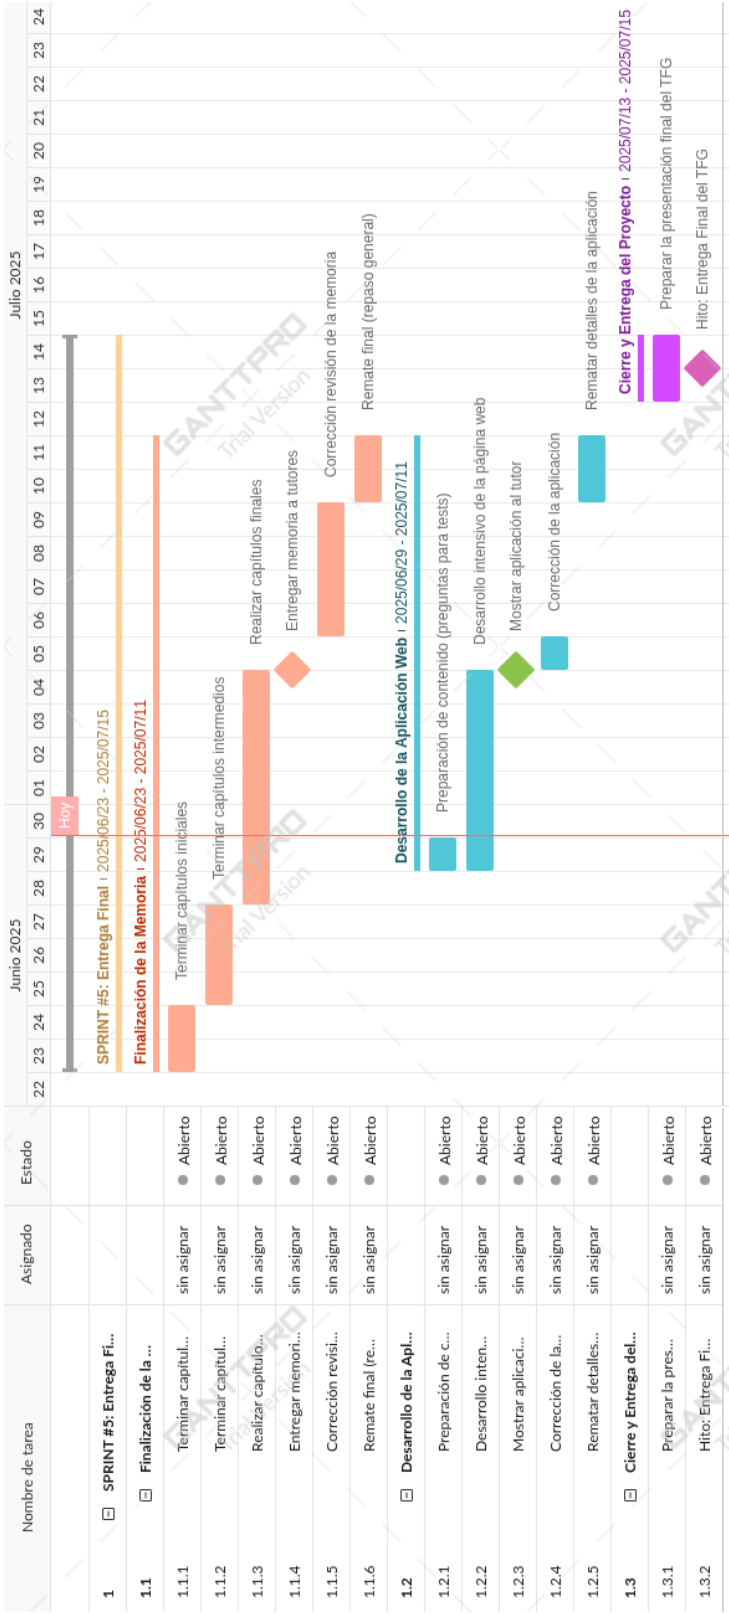 Nombre de tarea Asignado Estado
Junio 2025 Julio 2025
22 23 24 25 26 27 28 29 30 01 02 03 04 05 06 07 08 09 10 11 12 13 14 15 16 17 18 19 20 21 22 23 24
Hoy
1 SPRINT #5: Entrega Fi... SPRINT #5: Entrega Final 2025/06/23 - 2025/07/15
1.1 Finalización de la ... Finalización de la Memoria 2025/06/23 - 2025/07/11
1.1.1 Terminar capítul... sin asignar Abierto Terminar capítulos iniciales
1.1.2 Terminar capítul... sin asignar Abierto Terminar capítulos intermedios
1.1.3 Realizar capítulo... sin asignar Abierto Realizar capítulos finales
1.1.4 Entregar memori... sin asignar Abierto Entregar memoria a tutores
1.1.5 Corrección revisi... sin asignar Abierto Corrección revisión de la memoria
1.1.6 Remate final (re... sin asignar Abierto Remate final (repaso general)
1.2 Desarrollo de la Apl... Desarrollo de la Aplicación Web 2025/06/29 - 2025/07/11
1.2.1 Preparación de c... sin asignar Abierto Preparación de contenido (preguntas para tests)
1.2.2 Desarrollo inten... sin asignar Abierto Desarrollo intensivo de la página web
1.2.3 Mostrar aplicaci... sin asignar Abierto Mostrar aplicación al tutor
1.2.4 Corrección de la... sin asignar Abierto Corrección de la aplicación
1.2.5 Rematar detalles... sin asignar Abierto Rematar detalles de la aplicación
1.3 Cierre y Entrega del... Cierre y Entrega del Proyecto 2025/07/13 - 2025/07/15
1.3.1 Preparar la pres... sin asignar Abierto Preparar la presentación final del TFG
1.3.2 Hito: Entrega Fi... sin asignar Abierto Hito: Entrega Final del TFG
GANTTPRO
Trial Version
GANTTPRO
Trial Version
GANTTPRO
Trial Version